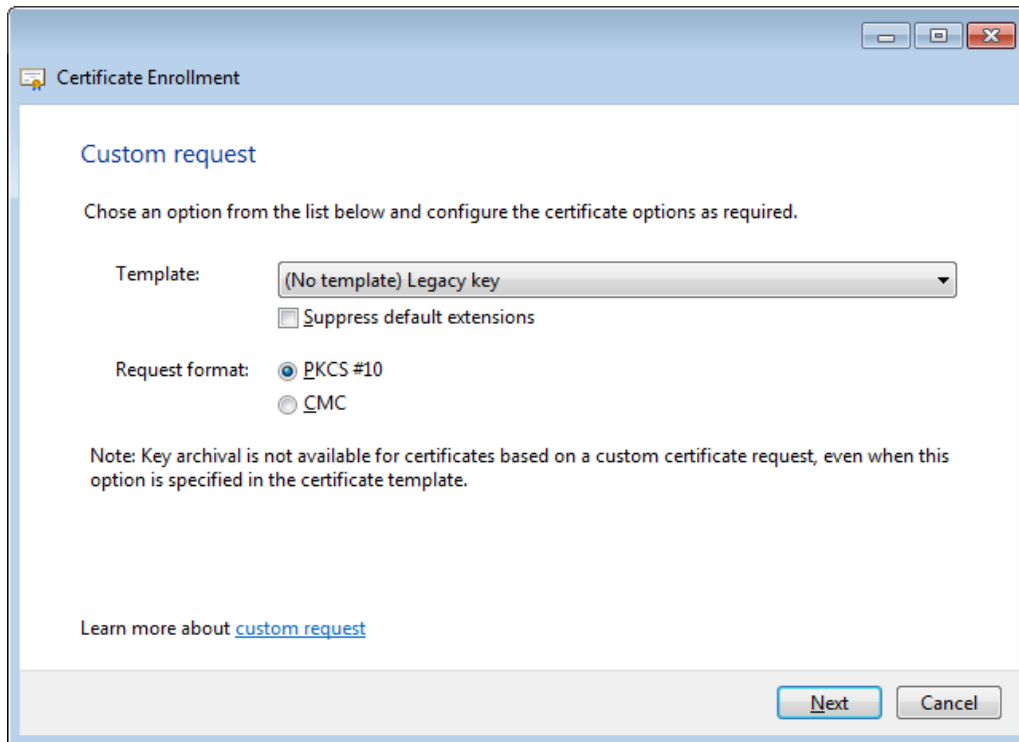 Certificate Enrollment
Custom request
Chose an option from the list below and configure the certificate options as required.
Template:
(No template) Legacy key
Suppress default extensions
Request format:
PKCS #10
CMC
Note: Key archival is not available for certificates based on a custom certificate request, even when this
option is specified in the certificate template.
Learn more about custom request
Next
Cancel